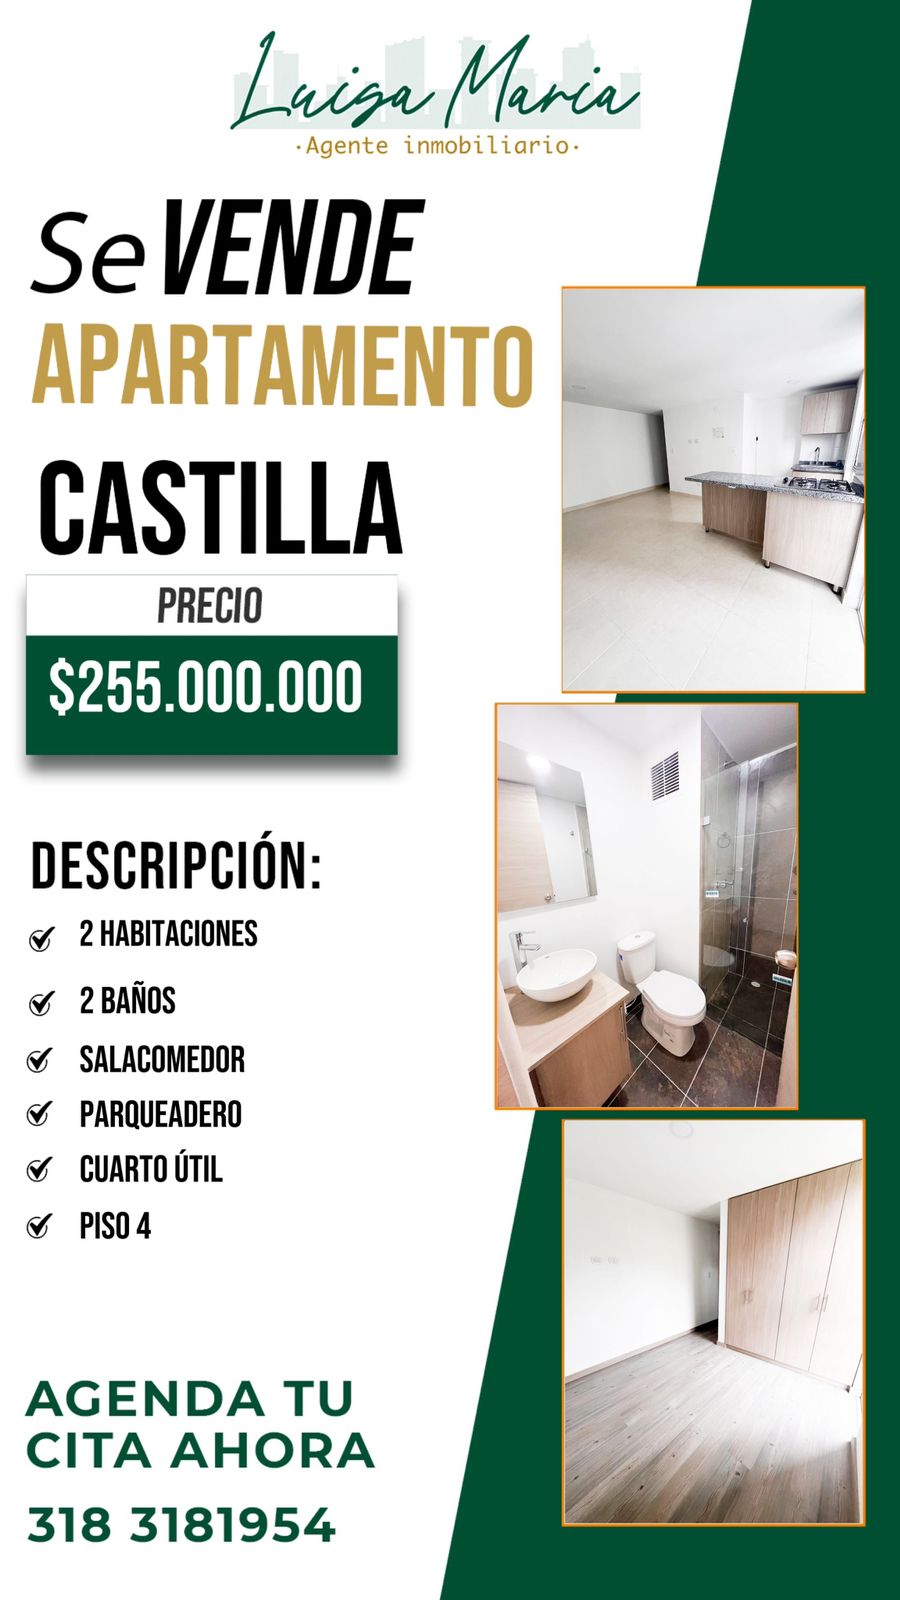 Luisa Maria
·Agente inmobiliario·
Se VENDE
APARTAMENTO
CASTILLA
PRECIO
$255.000.000
DESCRIPCIÓN:
2 HABITACIONES
2 BAÑOS
SALACOMEDOR
PARQUEADERO
CUARTO ÚTIL
PISO 4
AGENDA TU
CITA AHORA
318 3181954